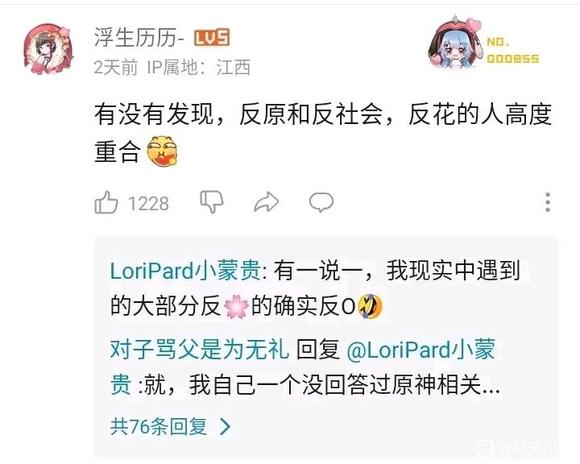 浮生历历- LV5
NO.
000855
2天前 IP属地：江西
有没有发现，反原和反社会，反花的人高度
重合
1228
LoriPard小蒙贵: 有一说一，我现实中遇到
的大部分反🌸的确实反O🤣
对子骂父是为无礼 回复 @LoriPard小蒙
贵 :就，我自己一个没回答过原神相关...
共76条回复 >
@孙笑川